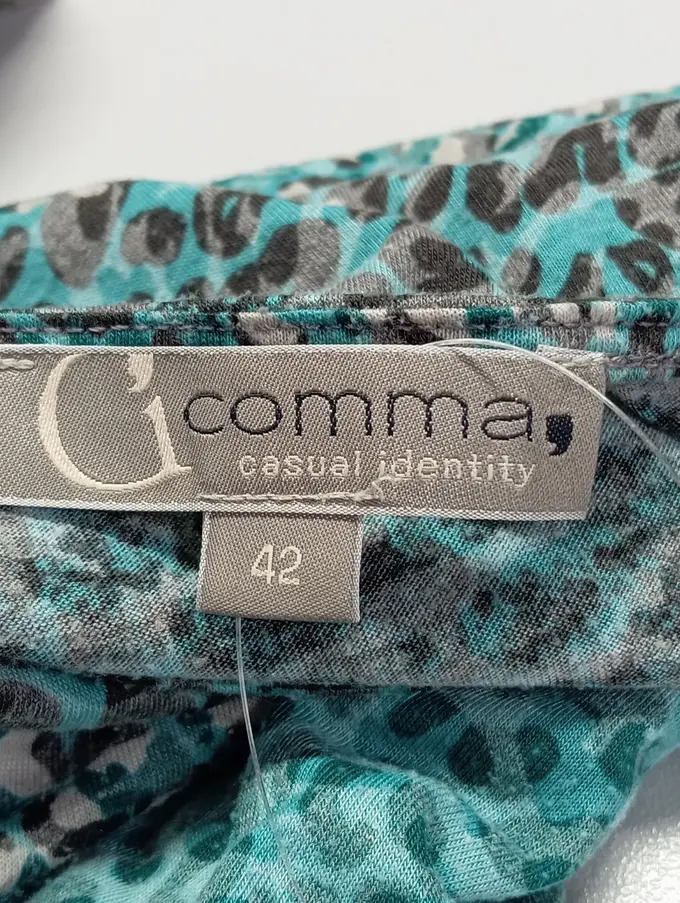 comma,
casual identity
42